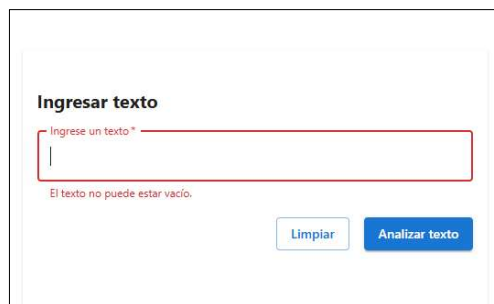 Ingresar texto
Ingrese un texto *
El texto no puede estar vacío.
Limpiar
Analizar texto